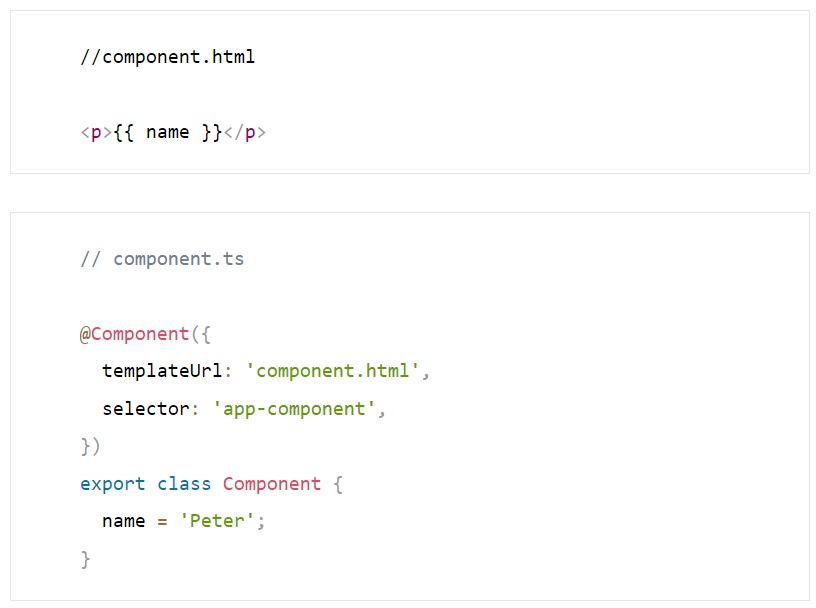 //component.html
<p>{{ name }}</p>
// component.ts
@Component({
  templateUrl: 'component.html',
  selector: 'app-component',
})
export class Component {
  name = 'Peter';
}